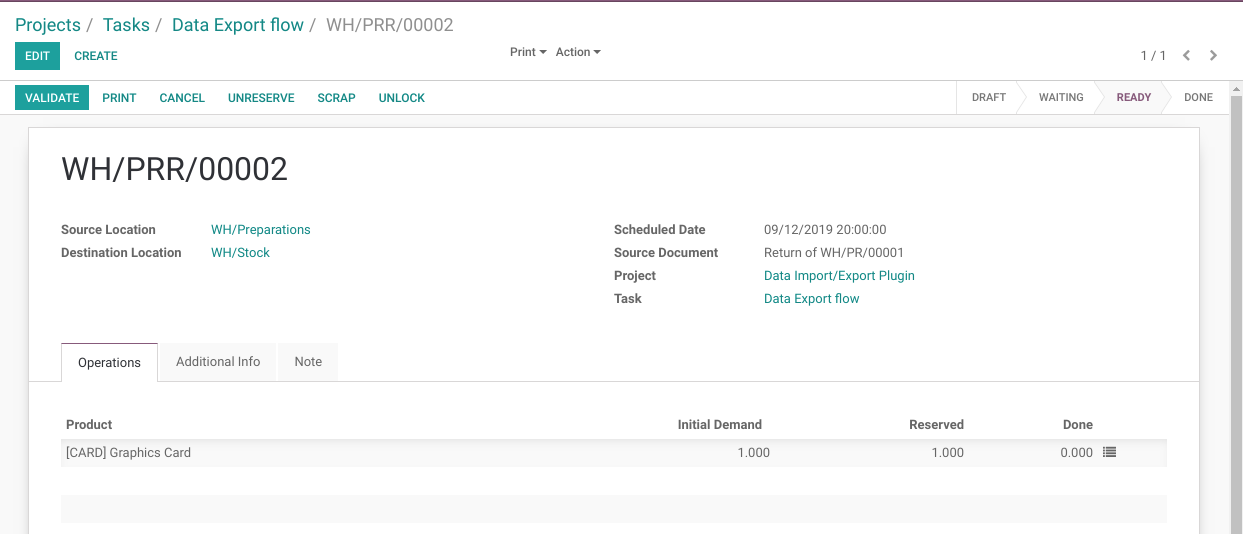 Projects / Tasks / Data Export flow / WH/PRR/00002
EDIT CREATE Print Action 1 / 1
VALIDATE PRINT CANCEL UNRESERVE SCRAP UNLOCK DRAFT WAITING READY DONE
WH/PRR/00002
Source Location WH/Preparations Scheduled Date 09/12/2019 20:00:00
Destination Location WH/Stock Source Document Return of WH/PR/00001
Project Data Import/Export Plugin
Task Data Export flow
Operations Additional Info Note
Product Initial Demand Reserved Done
[CARD] Graphics Card 1.000 1.000 0.000